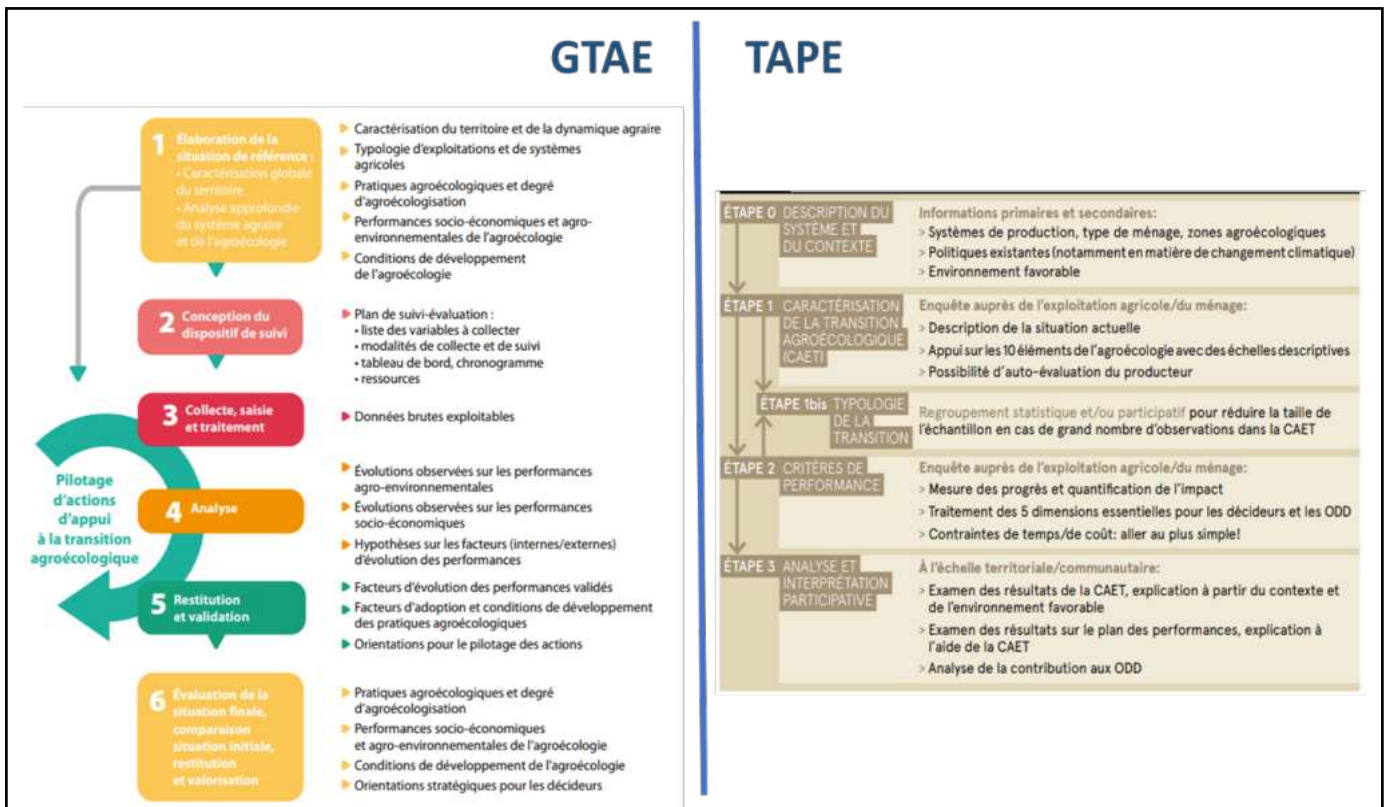 GTAE
TAPE
1 Élaboration de la
situation de référence :
• Caractérisation globale
du territoire
• Analyse approfondie
du système agraire
et de l'agroécologie
Caractérisation du territoire et de la dynamique agraire
Typologie d'exploitations et de systèmes
agricoles
Pratiques agroécologiques et degré
d'agroécologisation
Performances socio-économiques et agro-
environnementales de l'agroécologie
Conditions de développement
de l'agroécologie
2 Conception du
dispositif de suivi
Plan de suivi-évaluation :
• liste des variables à collecter
• modalités de collecte et de suivi
• tableau de bord, chronogramme
• ressources
3 Collecte, saisie
et traitement
Données brutes exploitables
Pilotage
d'actions
d'appui
à la transition
agroécologique
4 Analyse
Évolutions observées sur les performances
agro-environnementales
Évolutions observées sur les performances
socio-économiques
Hypothèses sur les facteurs (internes/externes)
d'évolution des performances
5 Restitution
et validation
Facteurs d'évolution des performances validés
Facteurs d'adoption et conditions de développement
des pratiques agroécologiques
Orientations pour le pilotage des actions
6 Évaluation de la
situation finale,
comparaison
situation initiale,
restitution
et valorisation
Pratiques agroécologiques et degré
d'agroécologisation
Performances socio-économiques
et agro-environnementales de l'agroécologie
Conditions de développement de l'agroécologie
Orientations stratégiques pour les décideurs
ÉTAPE 0 DESCRIPTION DU
SYSTÈME ET
DU CONTEXTE
Informations primaires et secondaires:
> Systèmes de production, type de ménage, zones agroécologiques
> Politiques existantes (notamment en matière de changement climatique)
> Environnement favorable
ÉTAPE 1 CARACTÉRISATION
DE LA TRANSITION
AGROÉCOLOGIQUE
(CAET)
Enquête auprès de l'exploitation agricole/du ménage:
> Description de la situation actuelle
> Appui sur les 10 éléments de l'agroécologie avec des échelles descriptives
> Possibilité d'auto-évaluation du producteur
ÉTAPE 1bis TYPOLOGIE
DE LA
TRANSITION
Regroupement statistique et/ou participatif pour réduire la taille de
l'échantillon en cas de grand nombre d'observations dans la CAET
ÉTAPE 2 CRITÈRES DE
PERFORMANCE
Enquête auprès de l'exploitation agricole/du ménage:
> Mesure des progrès et quantification de l'impact
> Traitement des 5 dimensions essentielles pour les décideurs et les ODD
> Contraintes de temps/de coût: aller au plus simple!
ÉTAPE 3 ANALYSE ET
INTERPRÉTATION
PARTICIPATIVE
À l'échelle territoriale/communautaire:
> Examen des résultats de la CAET, explication à partir du contexte et
de l'environnement favorable
> Examen des résultats sur le plan des performances, explication à
l'aide de la CAET
> Analyse de la contribution aux ODD